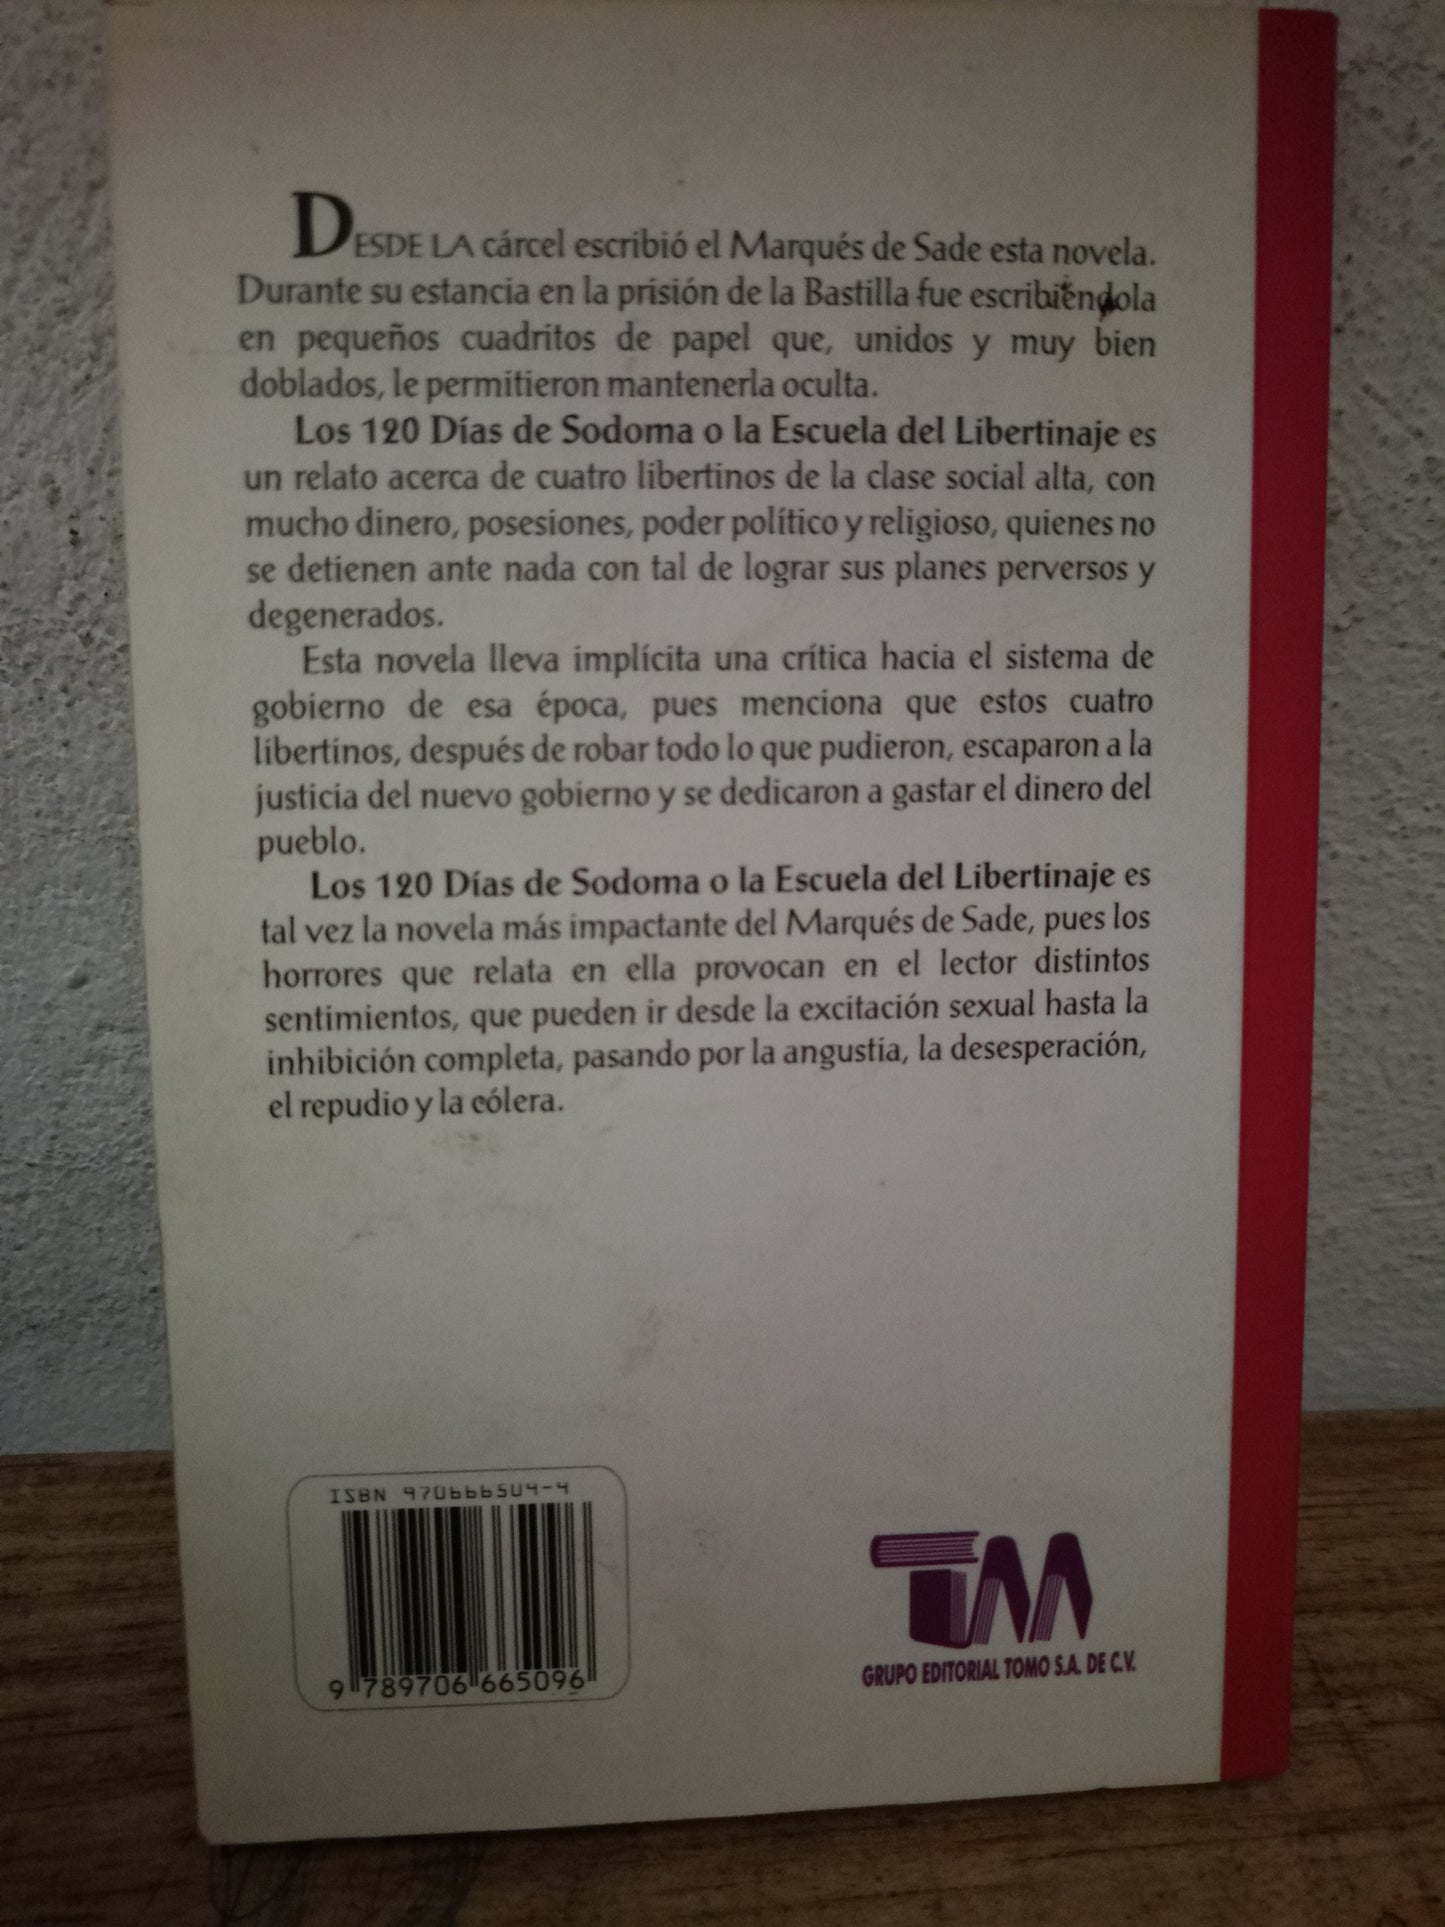 DESDE LA cárcel escribió el Marqués de Sade esta novela.
Durante su estancia en la prisión de la Bastilla fue escribiéndola
en pequeños cuadritos de papel que, unidos y muy bien
doblados, le permitieron mantenerla oculta.
Los 120 Días de Sodoma o la Escuela del Libertinaje es
un relato acerca de cuatro libertinos de la clase social alta, con
mucho dinero, posesiones, poder político y religioso, quienes no
se detienen ante nada con tal de lograr sus planes perversos y
degenerados.
Esta novela lleva implícita una crítica hacia el sistema de
gobierno de esa época, pues menciona que estos cuatro
libertinos, después de robar todo lo que pudieron, escaparon a la
justicia del nuevo gobierno y se dedicaron a gastar el dinero del
pueblo.
Los 120 Días de Sodoma o la Escuela del Libertinaje es
tal vez la novela más impactante del Marqués de Sade, pues los
horrores que relata en ella provocan en el lector distintos
sentimientos, que pueden ir desde la excitación sexual hasta la
inhibición completa, pasando por la angustia, la desesperación,
el repudio y la cólera.
ISBN 970666509-4
9 789706 665096
TM
GRUPO EDITORIAL TOMO S.A. DE C.V.